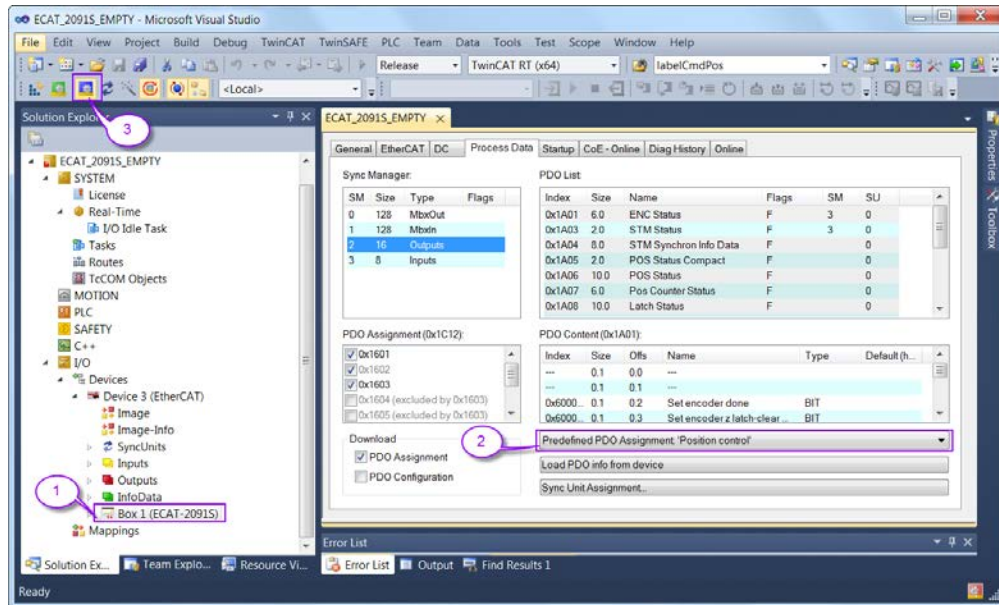 ECAT_2091S_EMPTY - Microsoft Visual Studio
File Edit View Project Build Debug TwinCAT TwinSAFE PLC Team Data Tools Test Scope Window Help
Release TwinCAT RT (x64) labelCmdPos
<Local>
3
Solution Explorer
ECAT_2091S_EMPTY
SYSTEM
License
Real-Time
I/O Idle Task
Tasks
Routes
TcCOM Objects
MOTION
PLC
SAFETY
C++
I/O
Devices
Device 3 (EtherCAT)
Image
Image-Info
SyncUnits
Inputs
Outputs
InfoData
1
Box 1 (ECAT-2091S)
Mappings
Solution Ex... Team Explo... Resource Vi...
ECAT_2091S_EMPTY
General EtherCAT DC Process Data Startup CoE - Online Diag History Online
Sync Manager:
SM Size Type Flags
0 128 MbxOut
1 128 MbxIn
2 16 Outputs
3 8 Inputs
PDO List:
Index Size Name Flags SM SU
0x1A01 6.0 ENC Status F 3 0
0x1A03 2.0 STM Status F 3 0
0x1A04 8.0 STM Synchron Info Data F 0
0x1A05 2.0 POS Status Compact F 0
0x1A06 10.0 POS Status F 0
0x1A07 6.0 Pos Counter Status F 0
0x1A08 10.0 Latch Status F 0
PDO Assignment (0x1C12):
0x1601
0x1602
0x1603
0x1604 (excluded by 0x1603)
0x1605 (excluded by 0x1603)
PDO Content (0x1A01):
Index Size Offs Name Type Default (h...
--- 0.1 0.0 ---
--- 0.1 0.1 ---
0x6000... 0.1 0.2 Set encoder done BIT
0x6000... 0.1 0.3 Set encoder z latch-clear... BIT
Download
PDO Assignment
PDO Configuration
2
Predefined PDO Assignment: 'Position control'
Load PDO info from device
Sync Unit Assignment...
Error List
Error List Output Find Results 1
Properties
Toolbox
Ready